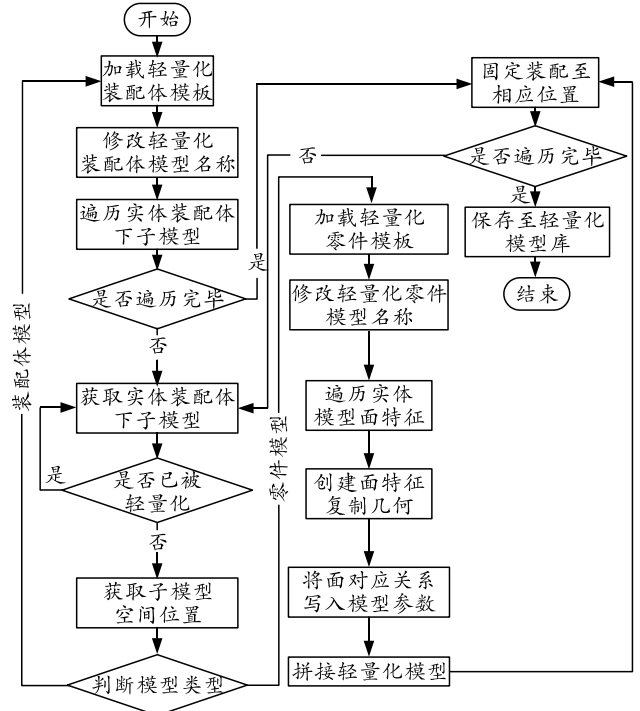 开始
加载轻量化
装配体模板
修改轻量化
装配体模型名称
遍历实体装配体
下子模型
是否遍历完毕
是
否
获取实体装配体
下子模型
是否已被
轻量化
是
否
获取子模型
空间位置
判断模型类型
装配体模型
零件模型
加载轻量化
零件模板
修改轻量化零件
模型名称
遍历实体
模型面特征
创建面特征
复制几何
将面对应关系
写入模型参数
拼接轻量化模型
固定装配至
相应位置
是否遍历完毕
否
是
保存至轻量化
模型库
结束